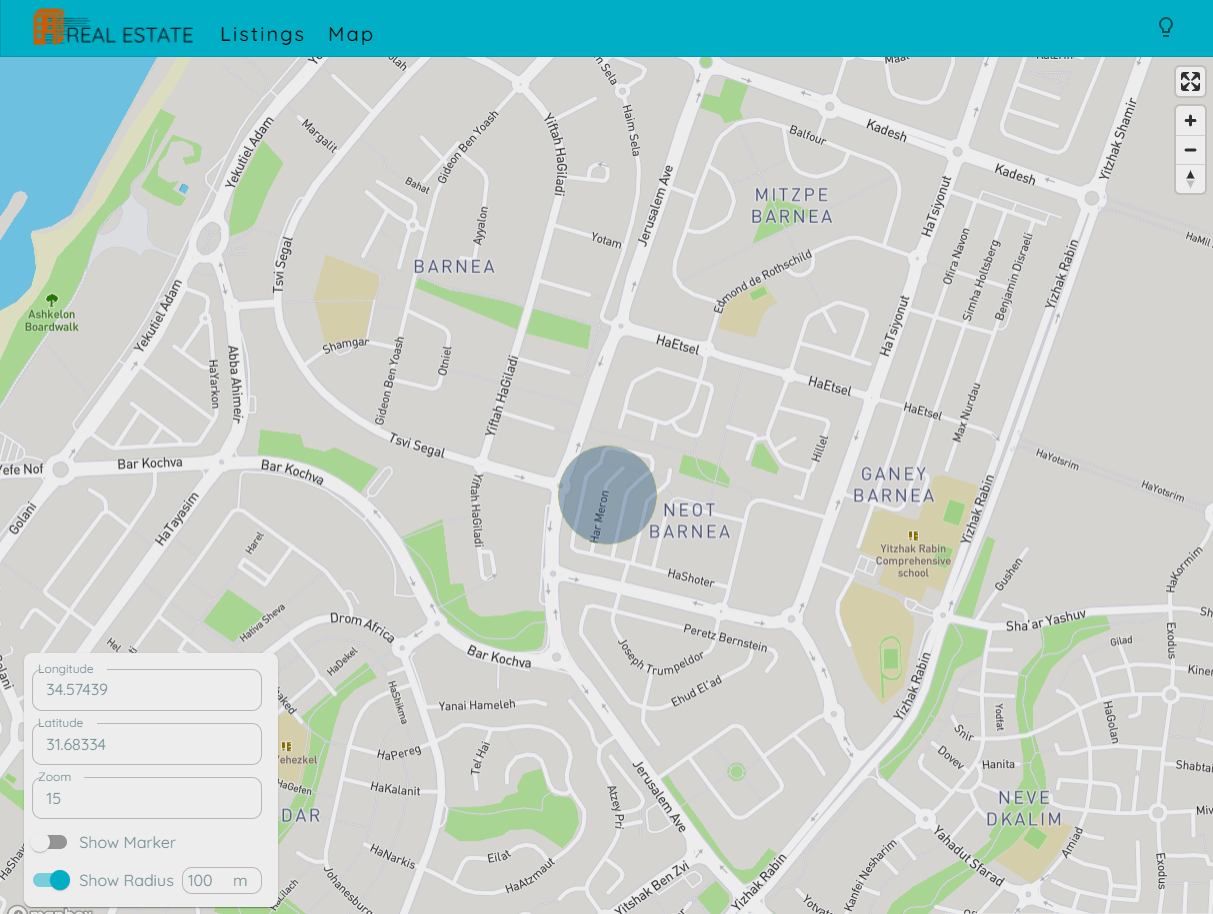 REAL ESTATE
Listings
Map
Margalit
Yekutiel Adam
Gideon Ben Yoash
Yiftah HaGiladi
Haim Sela
Balfour
Kadesh
Kadesh
Yitzhak Shamir
Bahat
Ayyalon
Yotam
Jerusalem Ave
MITZPE
BARNEA
HaTsiyonut
Tsvi Segal
BARNEA
Edmond de Rothschild
Ofira Navon
Simha Holtsberg
Benjamin Disraeli
Yizhak Rabin
HaMil
Ashkelon
Boardwalk
Yekutiel Adam
Shamgar
HaEtsel
HaTsiyonut
HaYarkon
Abba Ahimeir
Gideon Ben Yoash
Otniel
Yiftah HaGiladi
HaEtsel
HaEtsel
Max Nurdau
Tsvi Segal
Hillel
HaYotsrim
HaYotsrim
Yefe Nof
Bar Kochva
Bar Kochva
GANEY
BARNEA
Golani
HaTayasim
Yiftah HaGiladi
Har Meron
NEOT
BARNEA
Yizhak Rabin
Yitzhak Rabin
Comprehensive
school
Harel
HaShoter
Gushen
HaKormim
Hativa Sheva
Drom Africa
Bar Kochva
Peretz Bernstein
Joseph Trumpeldor
Ehud El'ad
Sha'ar Yashuv
Sh
Gilad
Exodus
HaDekel
HaShikma
Yanai Hameleh
Yizhak Rabin
Kiner
Yodfat
HaGolan
Snir
Dovev
Hanita
Shabtai
HaPereg
Tel Hai
HaKalanit
HaGefen
Jerusalem Ave
Atzey Pri
NEVE
DKALIM
DAR
HaNarkis
Eilat
HaAtzmaut
Johanesburg
Yitshak Ben Zvi
Yizhak Rabin
Kanfei Nesharim
Yahadut Sfarad
Amiad
Exodus
Longitude
34.57439
Latitude
31.68334
Zoom
15
Show Marker
Show Radius
100 m
mapbox